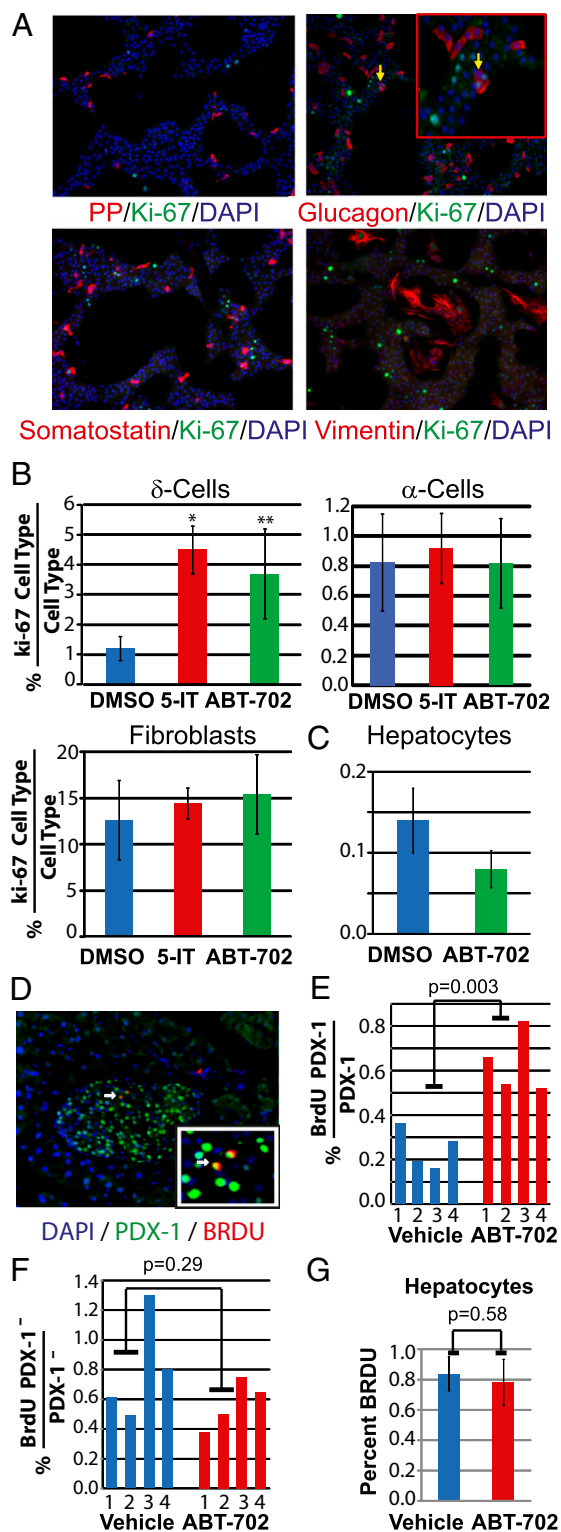 A
PP/Ki-67/DAPI
Glucagon/Ki-67/DAPI
Somatostatin/Ki-67/DAPI
Vimentin/Ki-67/DAPI
B
δ-Cells
% ki-67 Cell Type
Cell Type
6
5
4
3
2
1
0
*
**
DMSO 5-IT ABT-702
α-Cells
1.2
1.0
0.8
0.6
0.4
0.2
0.0
DMSO 5-IT ABT-702
Fibroblasts
% ki-67 Cell Type
Cell Type
20
15
10
5
0
DMSO 5-IT ABT-702
C
Hepatocytes
0.2
0.1
0.0
DMSO ABT-702
D
DAPI / PDX-1 / BRDU
E
p=0.003
% BrdU PDX-1
PDX-1
0.8
0.6
0.4
0.2
0.0
1 2 3 4 1 2 3 4
Vehicle ABT-702
F
p=0.29
% BrdU PDX-1⁻
PDX-1⁻
1.4
1.2
1.0
0.8
0.6
0.4
0.2
0.0
1 2 3 4 1 2 3 4
Vehicle ABT-702
G
Hepatocytes
p=0.58
Percent BRDU
1.0
0.8
0.6
0.4
0.2
0.0
Vehicle ABT-702